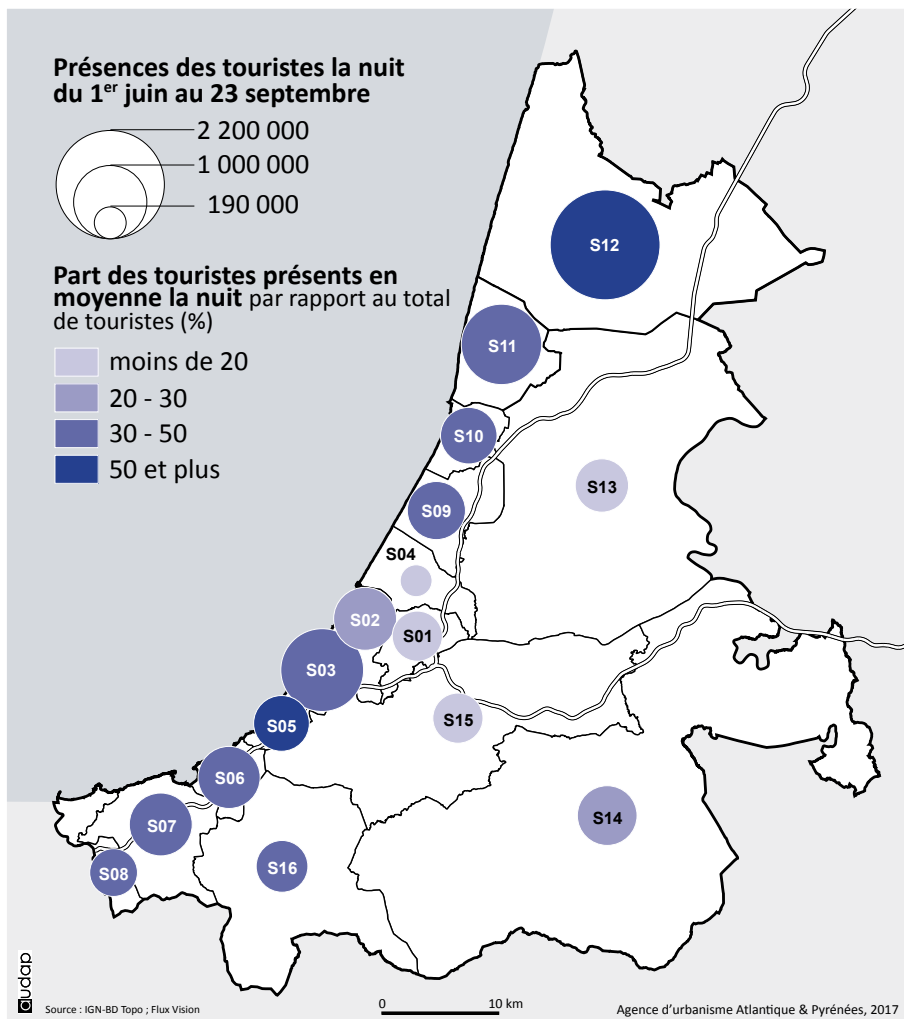 Présences des touristes la nuit
du 1er juin au 23 septembre
2 200 000
1 000 000
190 000
Part des touristes présents en
moyenne la nuit par rapport au total
de touristes (%)
moins de 20
20 - 30
30 - 50
50 et plus
S12
S11
S10
S13
S09
S04
S02
S01
S03
S15
S05
S06
S14
S07
S16
S08
audap
Source : IGN-BD Topo ; Flux Vision
0
10 km
Agence d'urbanisme Atlantique & Pyrénées, 2017